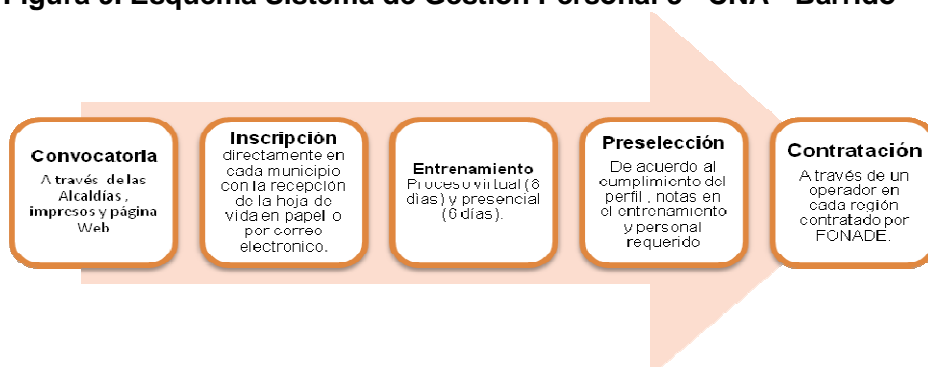 Figura 3. Esquema Sistema de Gestión Personal 3 - CNA - Barrido
Convocatoria
A través de las
Alcaldías,
impresos y página
Web
Inscripción
directamente en
cada municipio
con la recepción
de la hoja de
vida en papel o
por correo
electronico.
Entrenamiento
Proceso virtual (8
días) y presencial
(6 días).
Preselección
De acuerdo al
cumplimiento del
perfil, notas en
el entrenamiento
y personal
requerido
Contratación
A través de un
operador en
cada región
contratado por
FONADE.